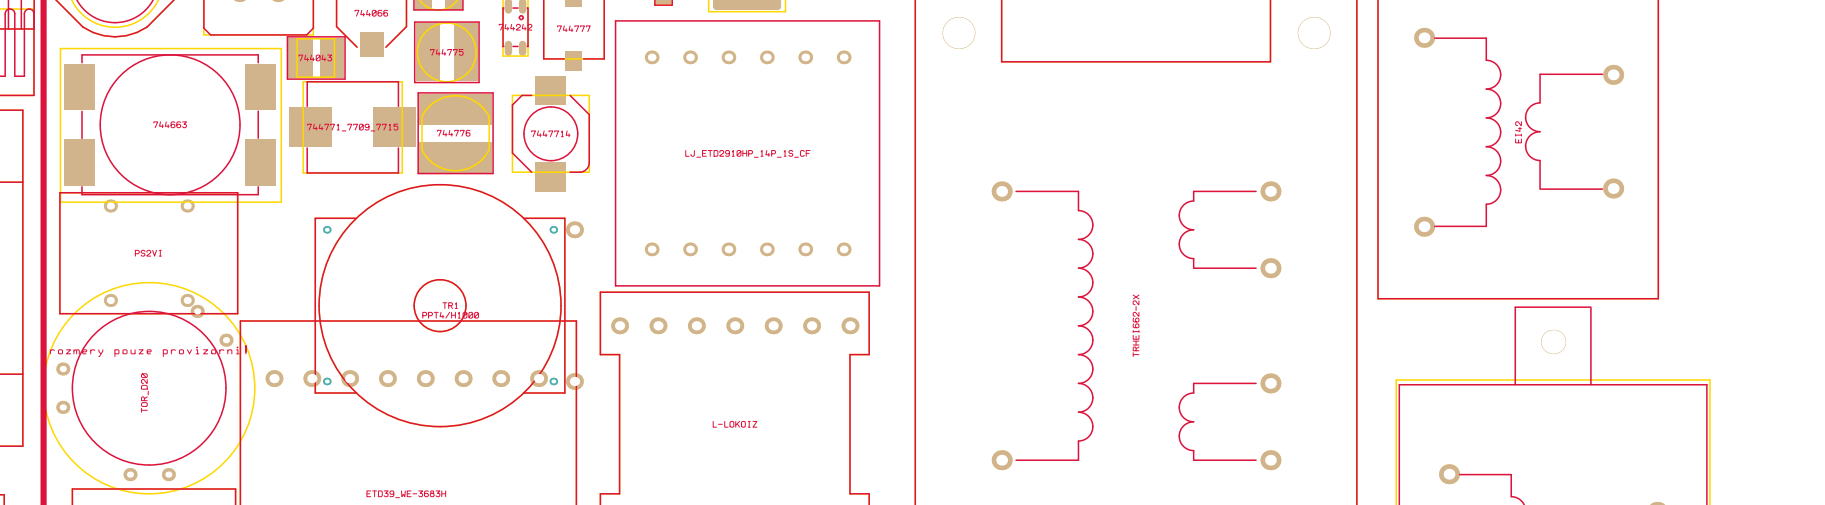 744066
744242
744777
744043
744775
744663
744771_7709_7715
744776
7447714
LJ_ETD2910HP_14P_1S_CF
EI42
PS2VI
TR1
PPT4/H1000
TRHEI662-2X
rozmery pouze provizorni!
TOR_D20
L-LOKOIZ
ETD39_WE-3683H